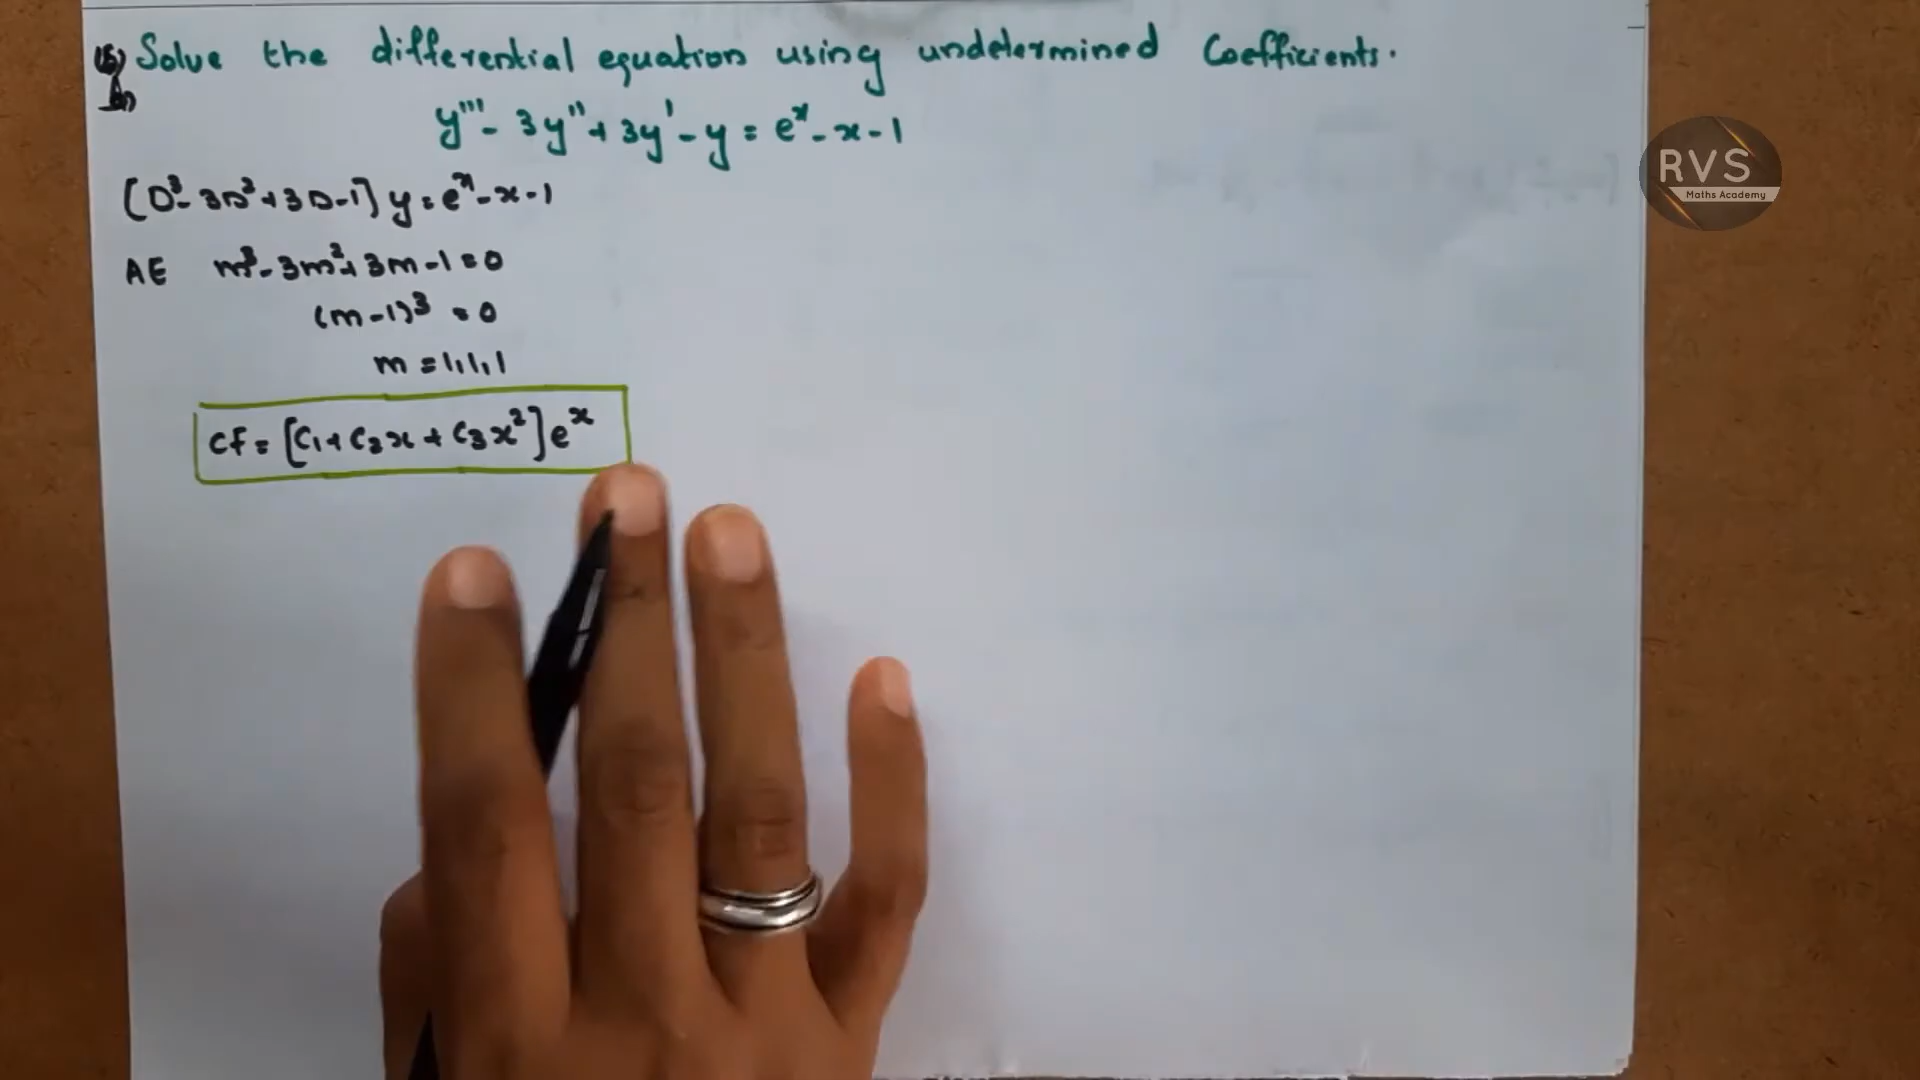 (5) Solve the differential equation using undetermined Coefficients.
y''' - 3y'' + 3y' - y = e^x - x - 1
[D³ - 3D² + 3D - 1] y = e^x - x - 1
AE m³ - 3m² + 3m - 1 = 0
(m - 1)³ = 0
m = 1, 1, 1
CF = [C₁ + C₂x + C₃x²] e^x
RVS
Maths Academy